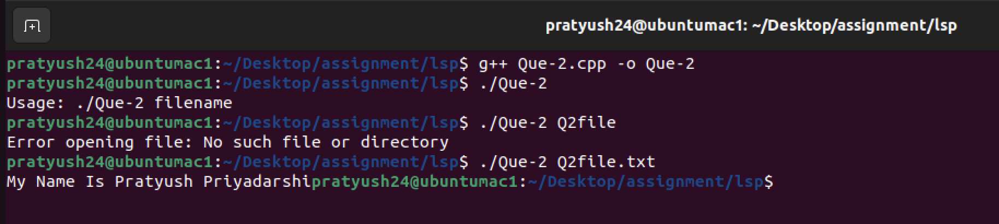 pratyush24@ubuntumac1: ~/Desktop/assignment/lsp
pratyush24@ubuntumac1:~/Desktop/assignment/lsp$ g++ Que-2.cpp -o Que-2
pratyush24@ubuntumac1:~/Desktop/assignment/lsp$ ./Que-2
Usage: ./Que-2 filename
pratyush24@ubuntumac1:~/Desktop/assignment/lsp$ ./Que-2 Q2file
Error opening file: No such file or directory
pratyush24@ubuntumac1:~/Desktop/assignment/lsp$ ./Que-2 Q2file.txt
My Name Is Pratyush Priyadarshipratyush24@ubuntumac1:~/Desktop/assignment/lsp$